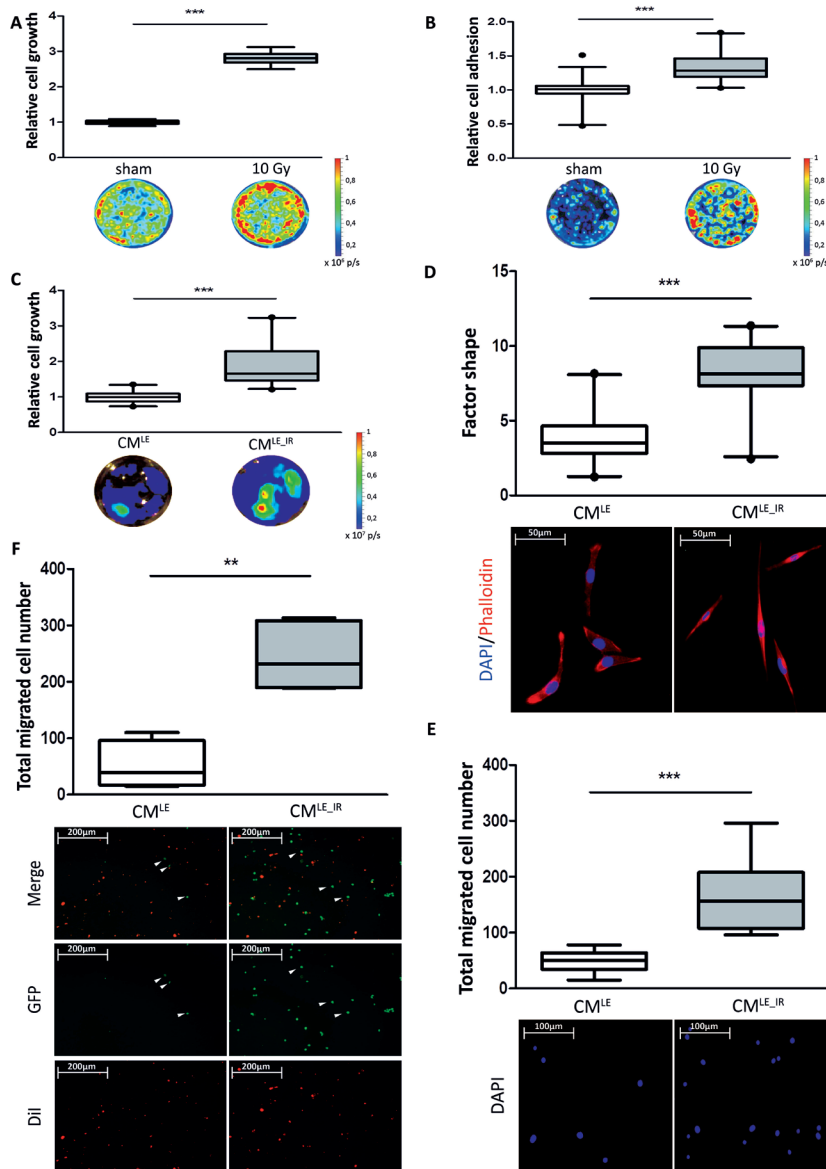 A
***
Relative cell growth
4
3
2
1
0
sham
10 Gy
1
0,8
0,6
0,4
0,2
x 10⁶ p/s
B
***
Relative cell adhesion
2.0
1.5
1.0
0.5
0.0
sham
10 Gy
1
0,8
0,6
0,4
0,2
x 10⁶ p/s
C
***
Relative cell growth
4
3
2
1
0
CMᴸᴱ
CMᴸᴱ_ᴵᴿ
1
0,8
0,6
0,4
0,2
x 10⁷ p/s
D
***
Factor shape
15
10
5
0
CMᴸᴱ
CMᴸᴱ_ᴵᴿ
50µm
50µm
DAPI/Phalloidin
F
**
Total migrated cell number
400
300
200
100
0
CMᴸᴱ
CMᴸᴱ_ᴵᴿ
200µm
200µm
Merge
200µm
200µm
GFP
200µm
200µm
DiI
E
***
Total migrated cell number
400
300
200
100
0
CMᴸᴱ
CMᴸᴱ_ᴵᴿ
100µm
100µm
DAPI